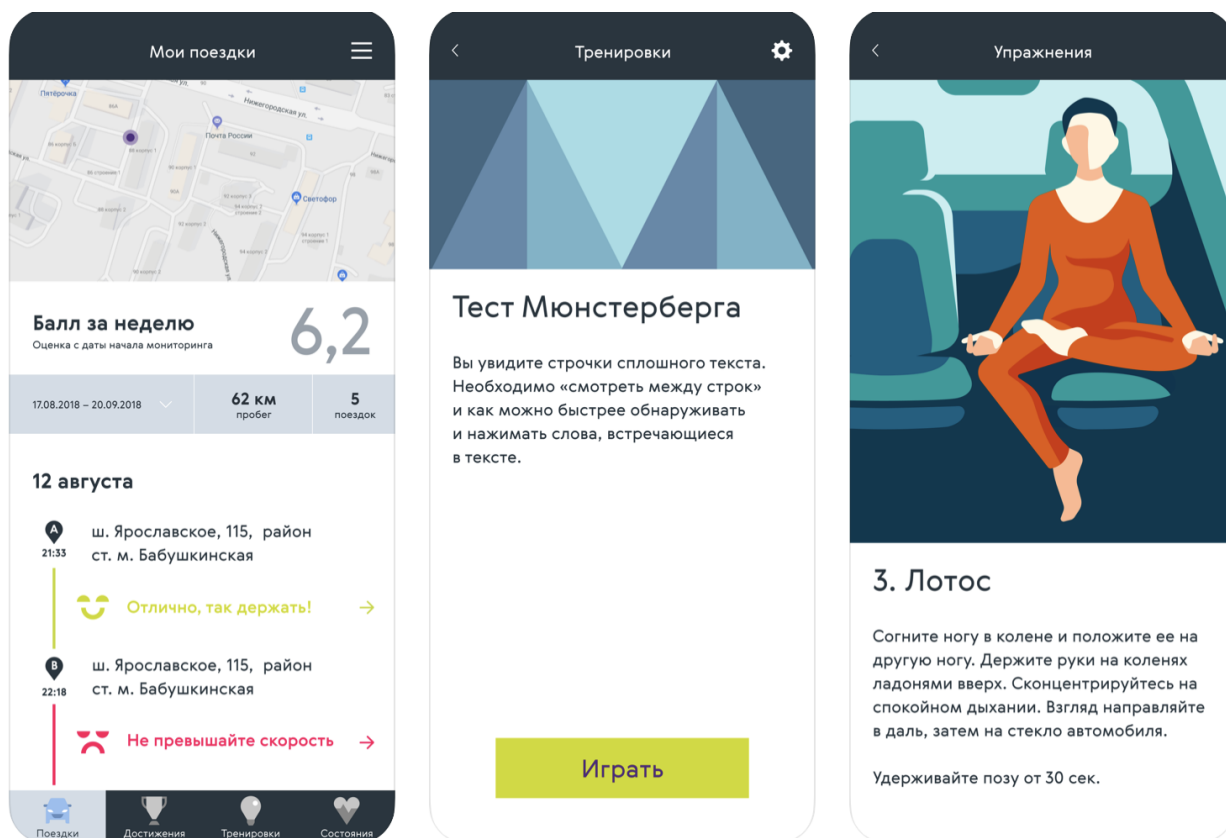 Мои поездки
Пятёрочка
Нижегородская ул.
Почта России
Светофор
Нижегородская ул.
Балл за неделю
Оценка с даты начала мониторинга
6,2
17.08.2018 – 20.09.2018
62 км
пробег
5
поездок
12 августа
A
21:33
ш. Ярославское, 115, район
ст. м. Бабушкинская
Отлично, так держать!
B
22:18
ш. Ярославское, 115, район
ст. м. Бабушкинская
Не превышайте скорость
Поездки
Достижения
Тренировки
Состояния
Тренировки
Тест Мюнстерберга
Вы увидите строчки сплошного текста.
Необходимо «смотреть между строк»
и как можно быстрее обнаруживать
и нажимать слова, встречающиеся
в тексте.
Играть
Упражнения
3. Лотос
Согните ногу в колене и положите ее на
другую ногу. Держите руки на коленях
ладонями вверх. Сконцентрируйтесь на
спокойном дыхании. Взгляд направляйте
в даль, затем на стекло автомобиля.
Удерживайте позу от 30 сек.